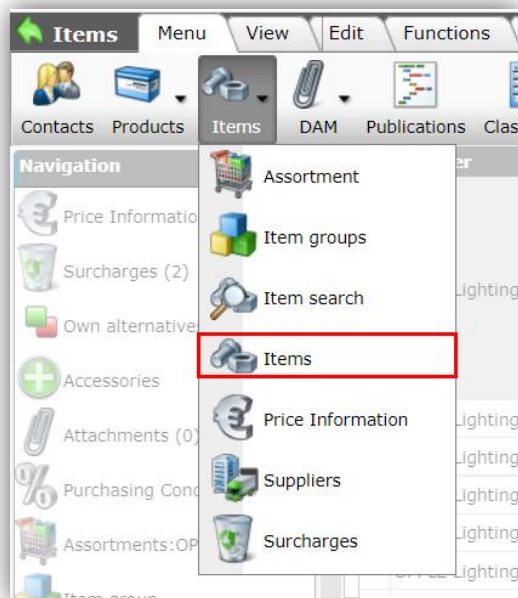 Items Menu View Edit Functions
Contacts Products Items DAM Publications
Navigation
Assortment
Price Informatio
Item groups
Surcharges (2)
Item search
Lighting
Own alternative
Items
Accessories
Price Information
Lighting
Attachments (0)
Lighting
Suppliers
Purchasing Cond
Lighting
Surcharges
Lighting
Assortments:OP
Lighting
Item group